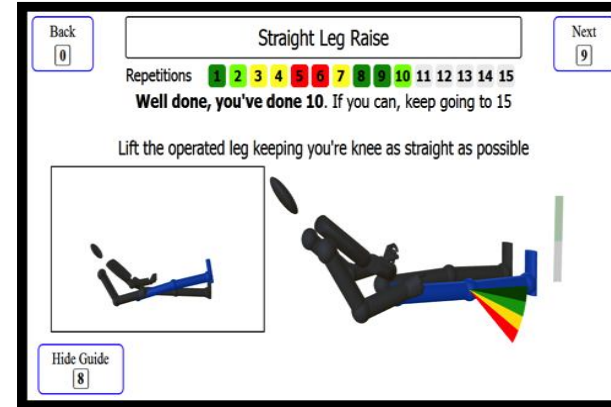 Back
0
Straight Leg Raise
Next
9
Repetitions 1 2 3 4 5 6 7 8 9 10 11 12 13 14 15
Well done, you've done 10. If you can, keep going to 15
Lift the operated leg keeping you're knee as straight as possible
Hide Guide
8